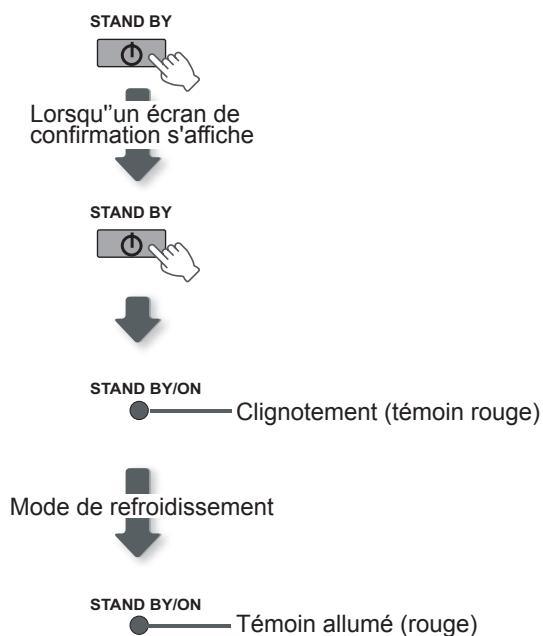 STAND BY
Lorsqu''un écran de
confirmation s'affiche
STAND BY
STAND BY/ON
Clignotement (témoin rouge)
Mode de refroidissement
STAND BY/ON
Témoin allumé (rouge)